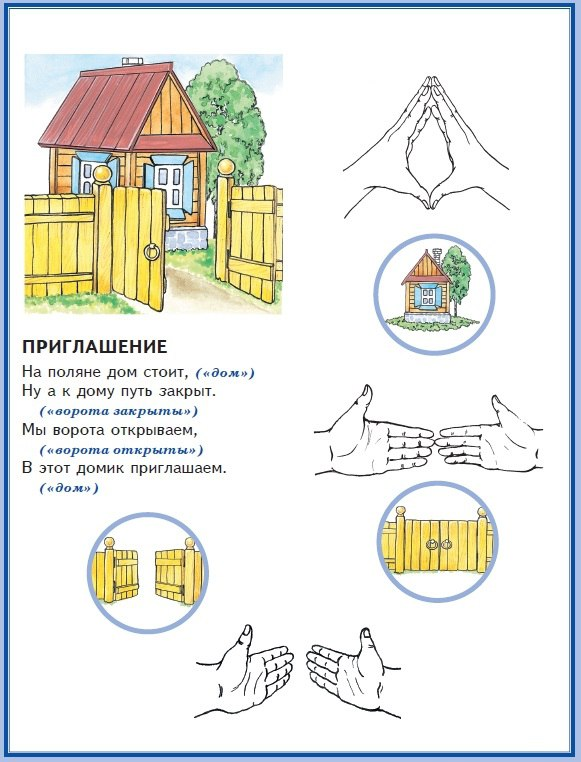 ПРИГЛАШЕНИЕ
На поляне дом стоит, («дом»)
Ну а к дому путь закрыт.
(«ворота закрыты»)
Мы ворота открываем,
(«ворота открыты»)
В этот домик приглашаем.
(«дом»)